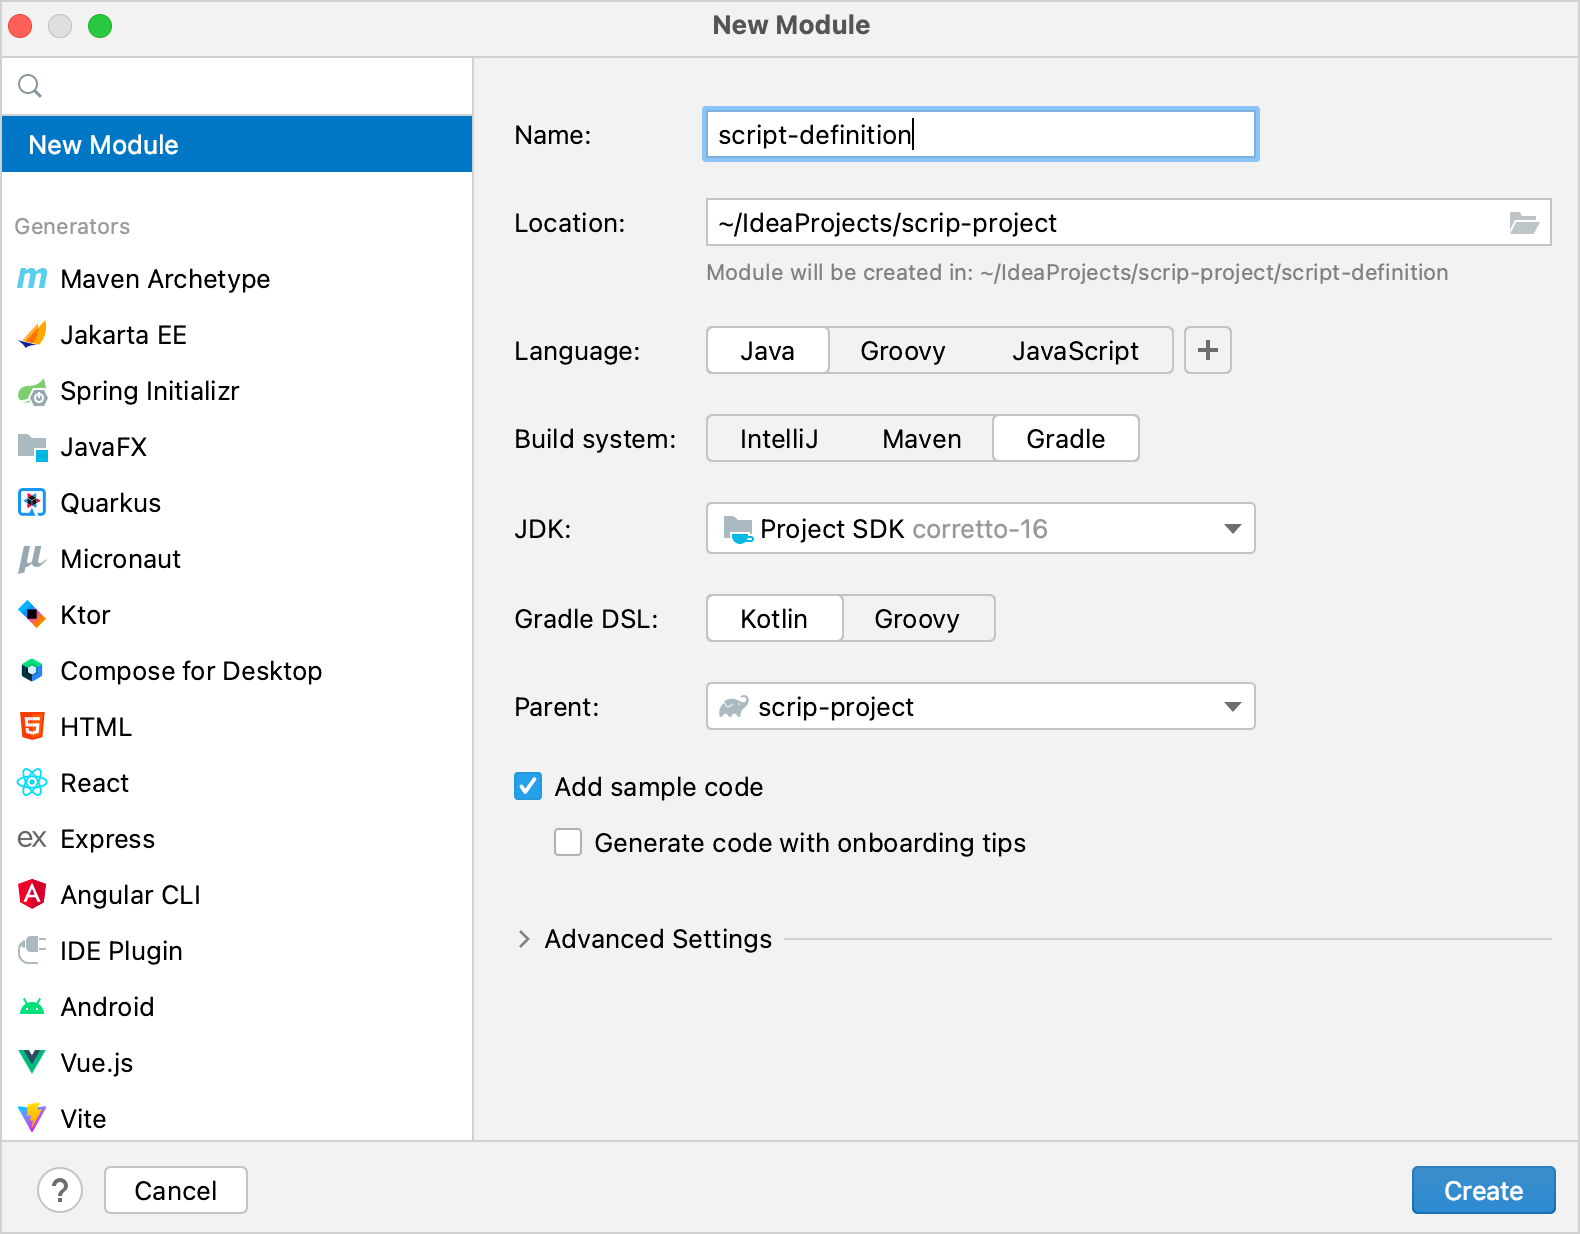 New Module
New Module
Generators
Maven Archetype
Jakarta EE
Spring Initializr
JavaFX
Quarkus
Micronaut
Ktor
Compose for Desktop
HTML
React
ex Express
Angular CLI
IDE Plugin
Android
Vue.js
Vite
Name: script-definition
Location: ~/IdeaProjects/scrip-project
Module will be created in: ~/IdeaProjects/scrip-project/script-definition
Language: Java Groovy JavaScript +
Build system: IntelliJ Maven Gradle
JDK: Project SDK corretto-16
Gradle DSL: Kotlin Groovy
Parent: scrip-project
Add sample code
Generate code with onboarding tips
Advanced Settings
? Cancel Create